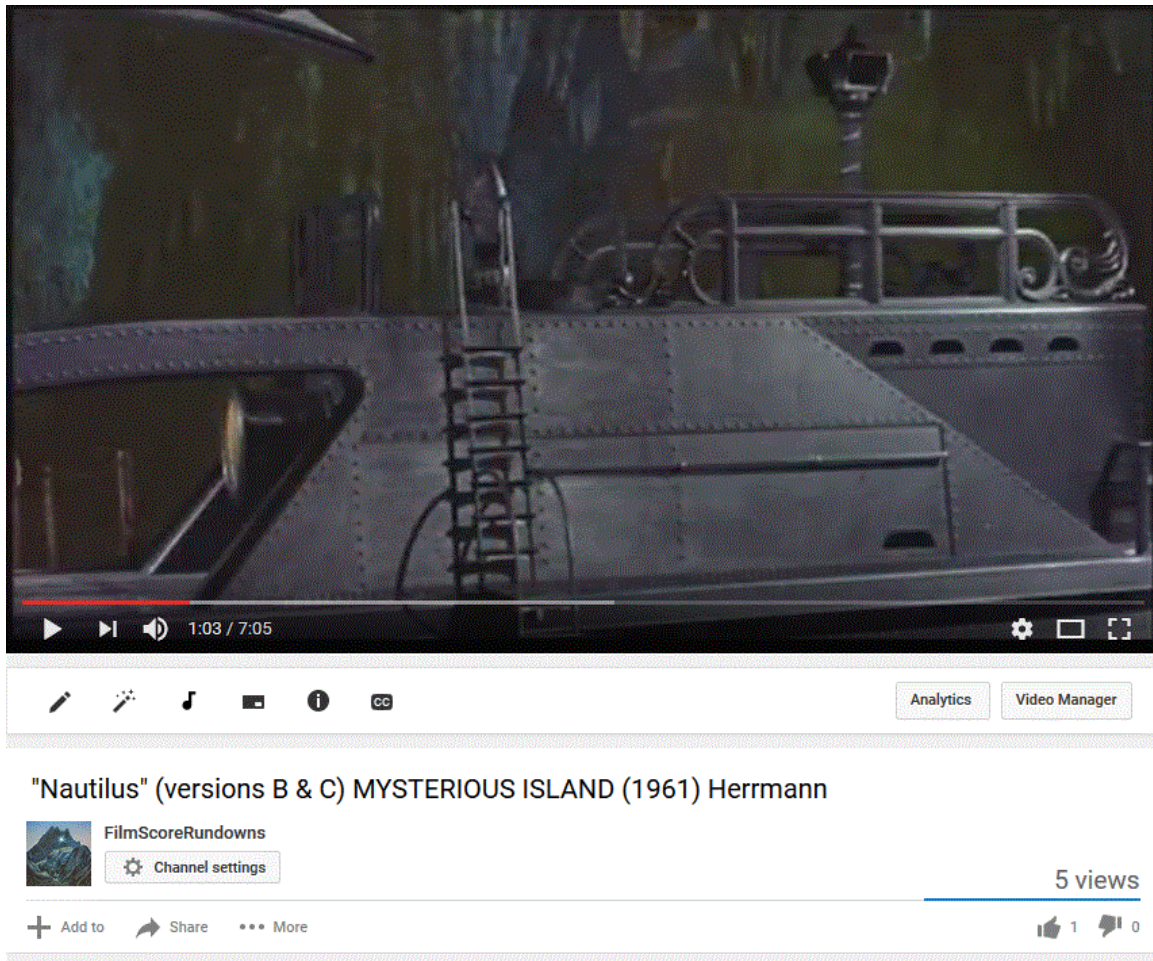 1:03 / 7:05
CC
Analytics
Video Manager
"Nautilus" (versions B & C) MYSTERIOUS ISLAND (1961) Herrmann
FilmScoreRundowns
Channel settings
5 views
Add to
Share
More
1
0